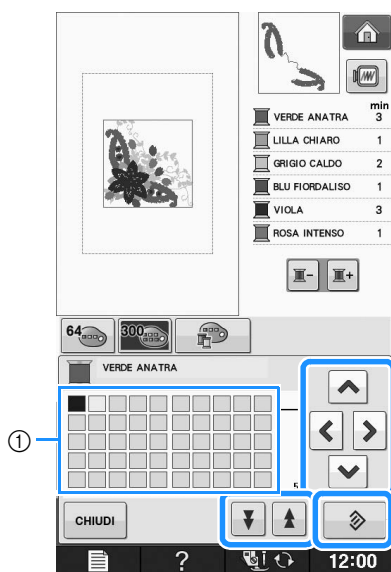 min
VERDE ANATRA 3
LILLA CHIARO 1
GRIGIO CALDO 2
BLU FIORDALISO 1
VIOLA 3
ROSA INTENSO 1
- +
64 300
VERDE ANATRA
①
5
CHIUDI
? i 12:00